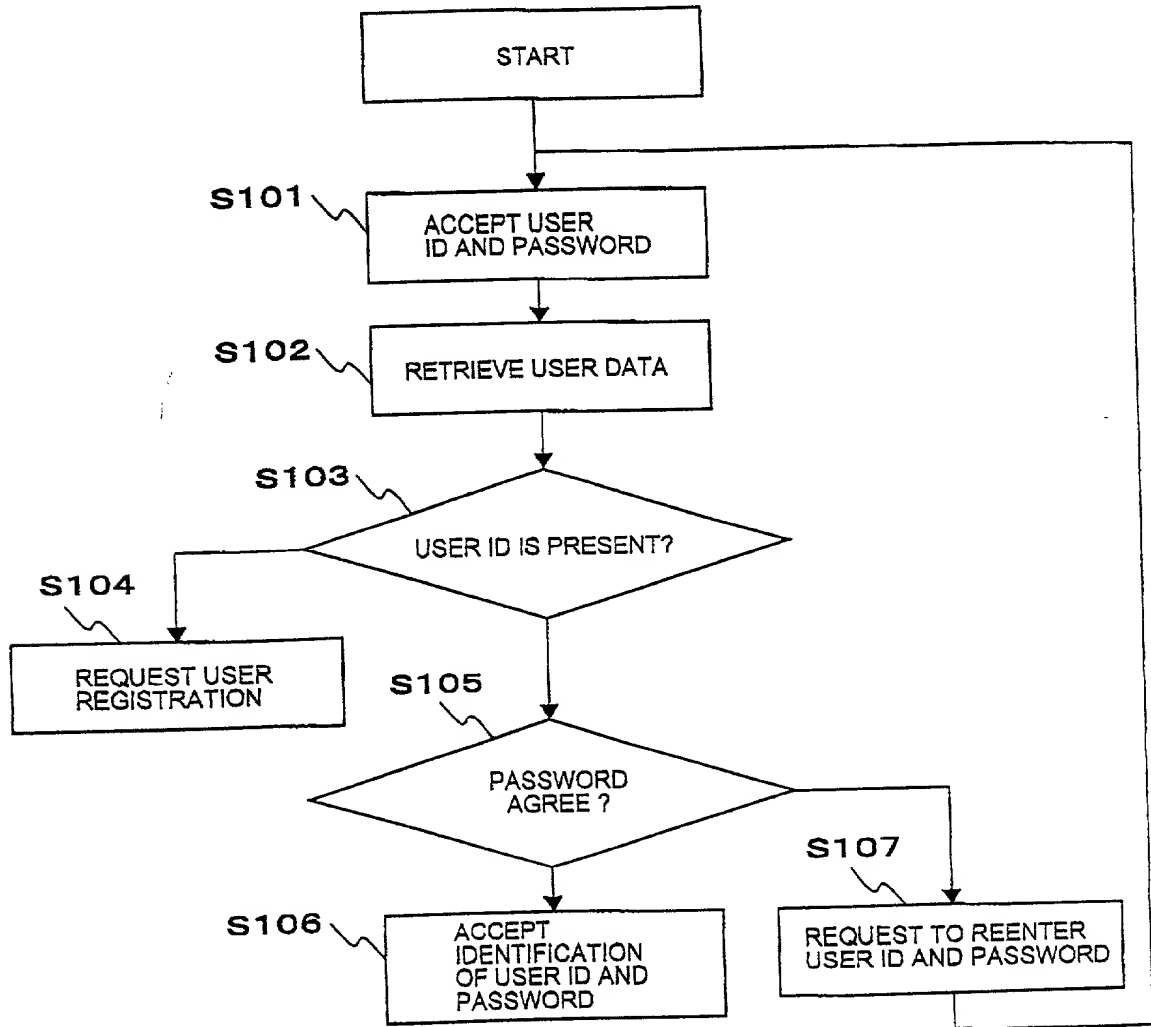 START
S101
ACCEPT USER
ID AND PASSWORD
S102
RETRIEVE USER DATA
S103
USER ID IS PRESENT?
S104
REQUEST USER
REGISTRATION
S105
PASSWORD
AGREE ?
S106
ACCEPT
IDENTIFICATION
OF USER ID AND
PASSWORD
S107
REQUEST TO REENTER
USER ID AND PASSWORD